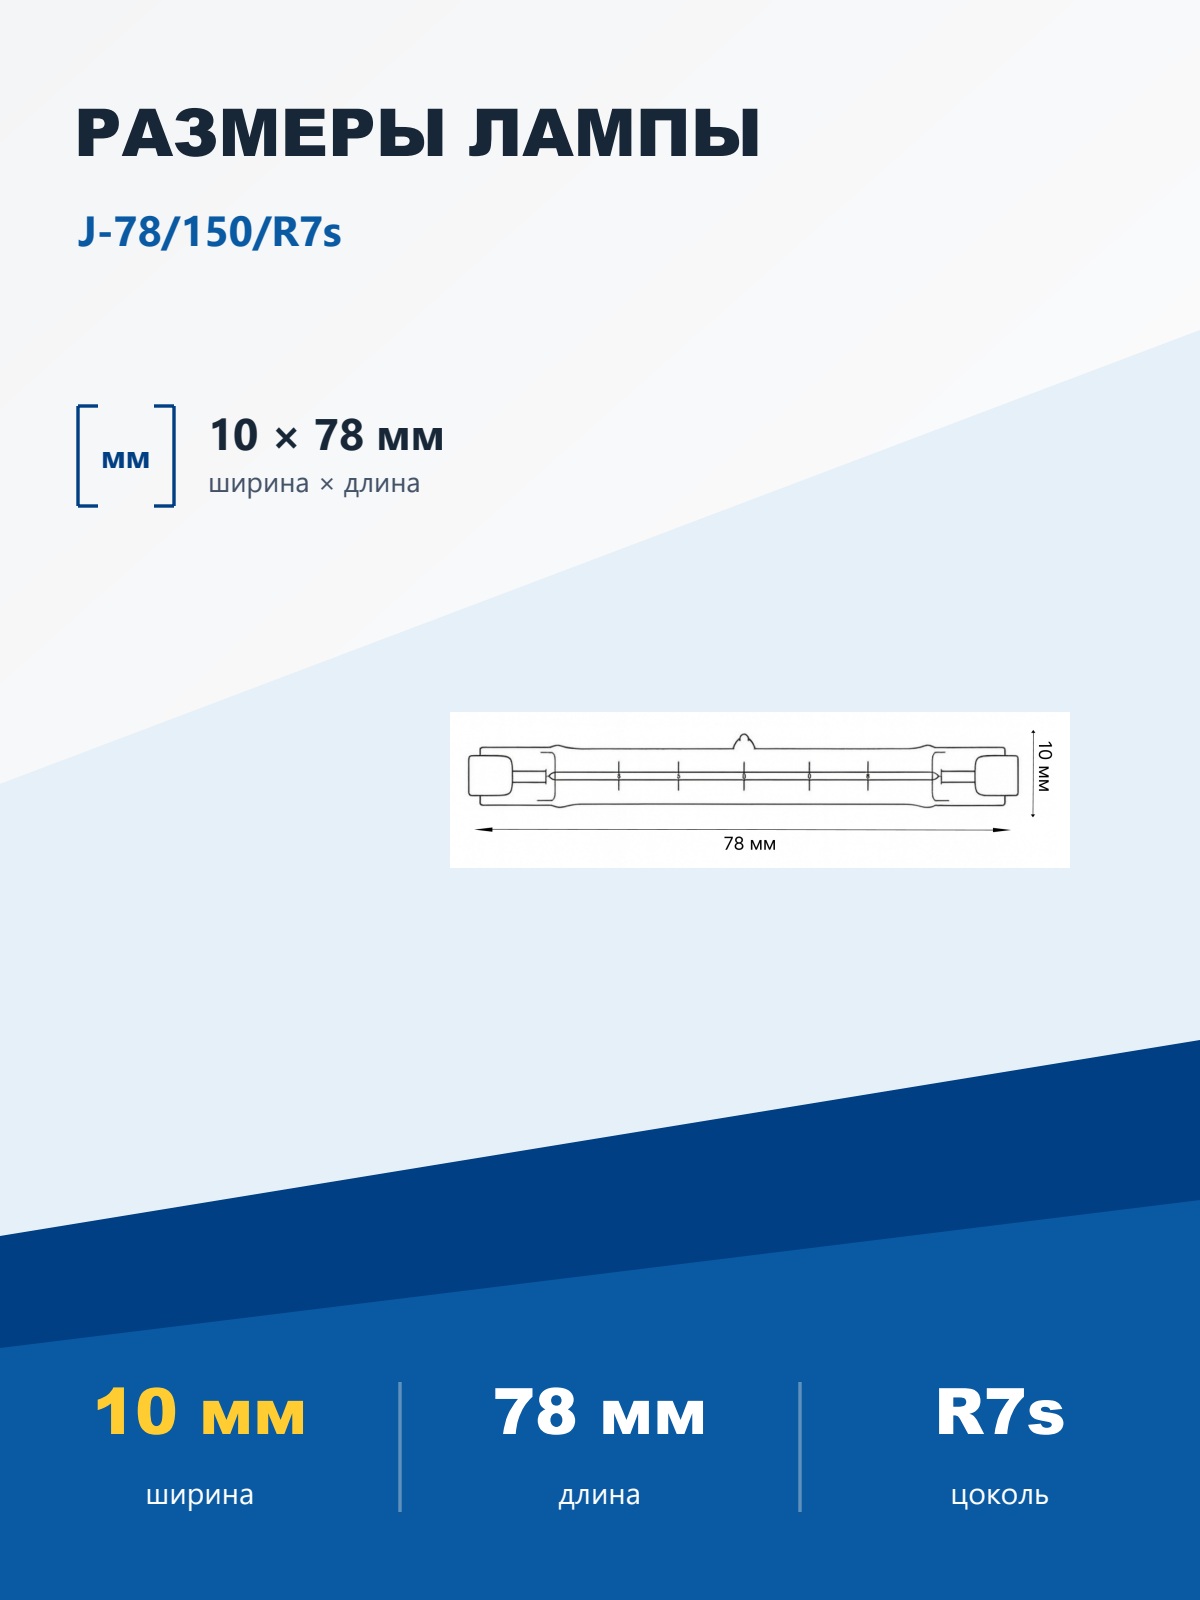 РАЗМЕРЫ ЛАМПЫ
J-78/150/R7s
мм
10 × 78 мм
ширина × длина
10 мм
78 мм
10 мм
ширина
78 мм
длина
R7s
цоколь